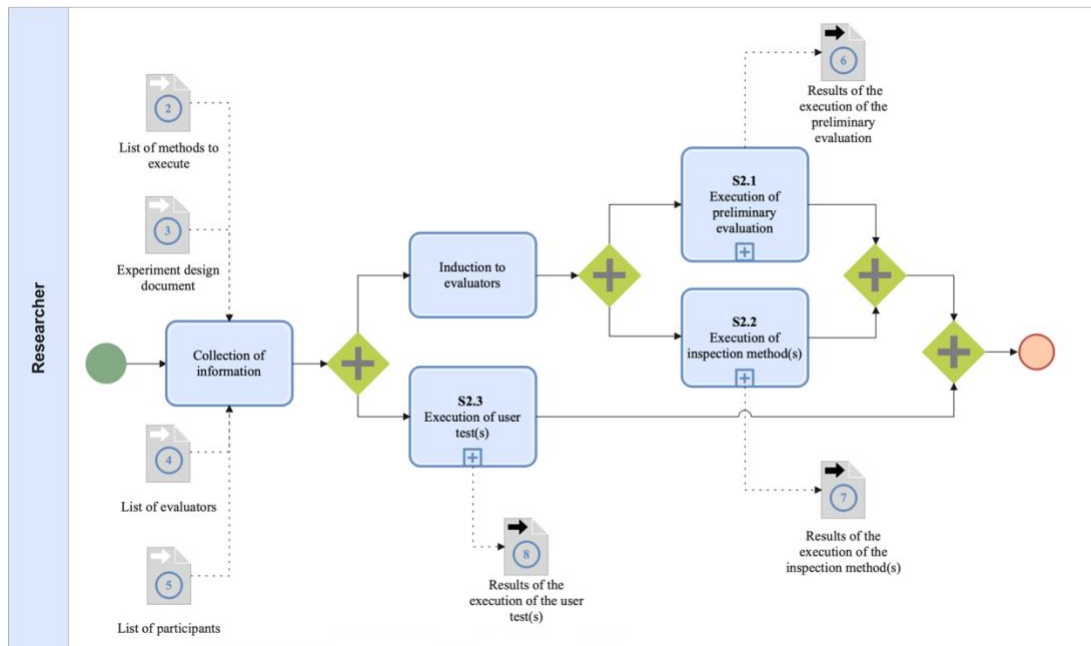 Researcher
2
List of methods to
execute
3
Experiment design
document
Collection of
information
4
List of evaluators
5
List of participants
Induction to
evaluators
S2.3
Execution of user
test(s)
8
Results of the
execution of the user
test(s)
S2.1
Execution of
preliminary
evaluation
S2.2
Execution of
inspection method(s)
6
Results of the
execution of the
preliminary
evaluation
7
Results of the
execution of the
inspection method(s)